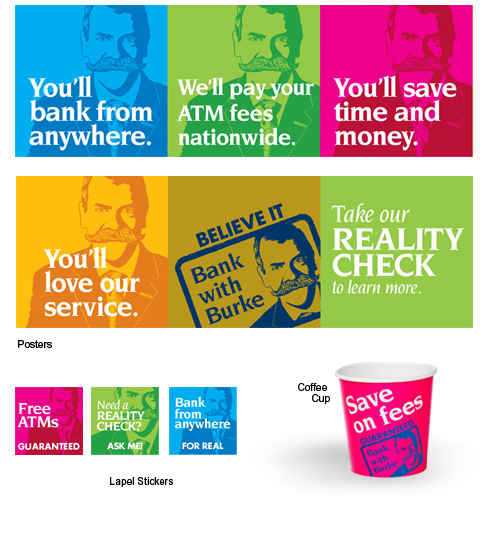 You'll
bank from
anywhere.
We'll pay your
ATM fees
nationwide.
You'll save
time and
money.
You'll
love our
service.
BELIEVE IT
Bank
with
Burke
Take our
REALITY
CHECK
to learn more.
Posters
Free
ATMs
GUARANTEED
Need a
REALITY
CHECK?
ASK ME!
Bank
from
anywhere
FOR REAL
Lapel Stickers
Coffee
Cup
Save
on fees
GUARANTEED
Bank
with
Burke